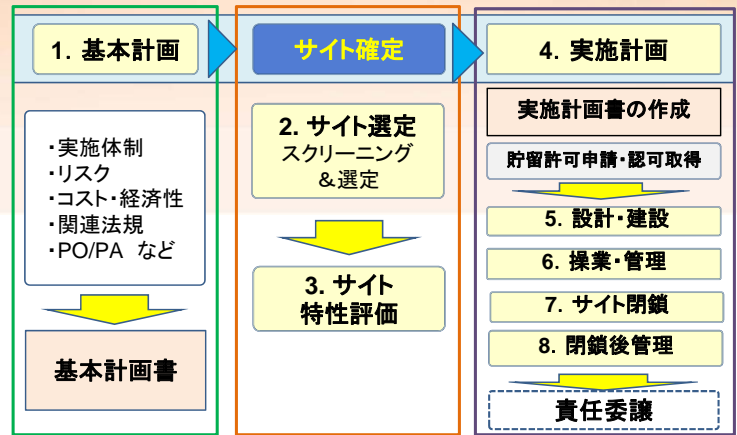 1. 基本計画
・実施体制
・リスク
・コスト・経済性
・関連法規
・PO/PA など
基本計画書
サイト確定
2. サイト選定
スクリーニング
&選定
3. サイト
特性評価
4. 実施計画
実施計画書の作成
貯留許可申請・認可取得
5. 設計・建設
6. 操業・管理
7. サイト閉鎖
8. 閉鎖後管理
責任委譲